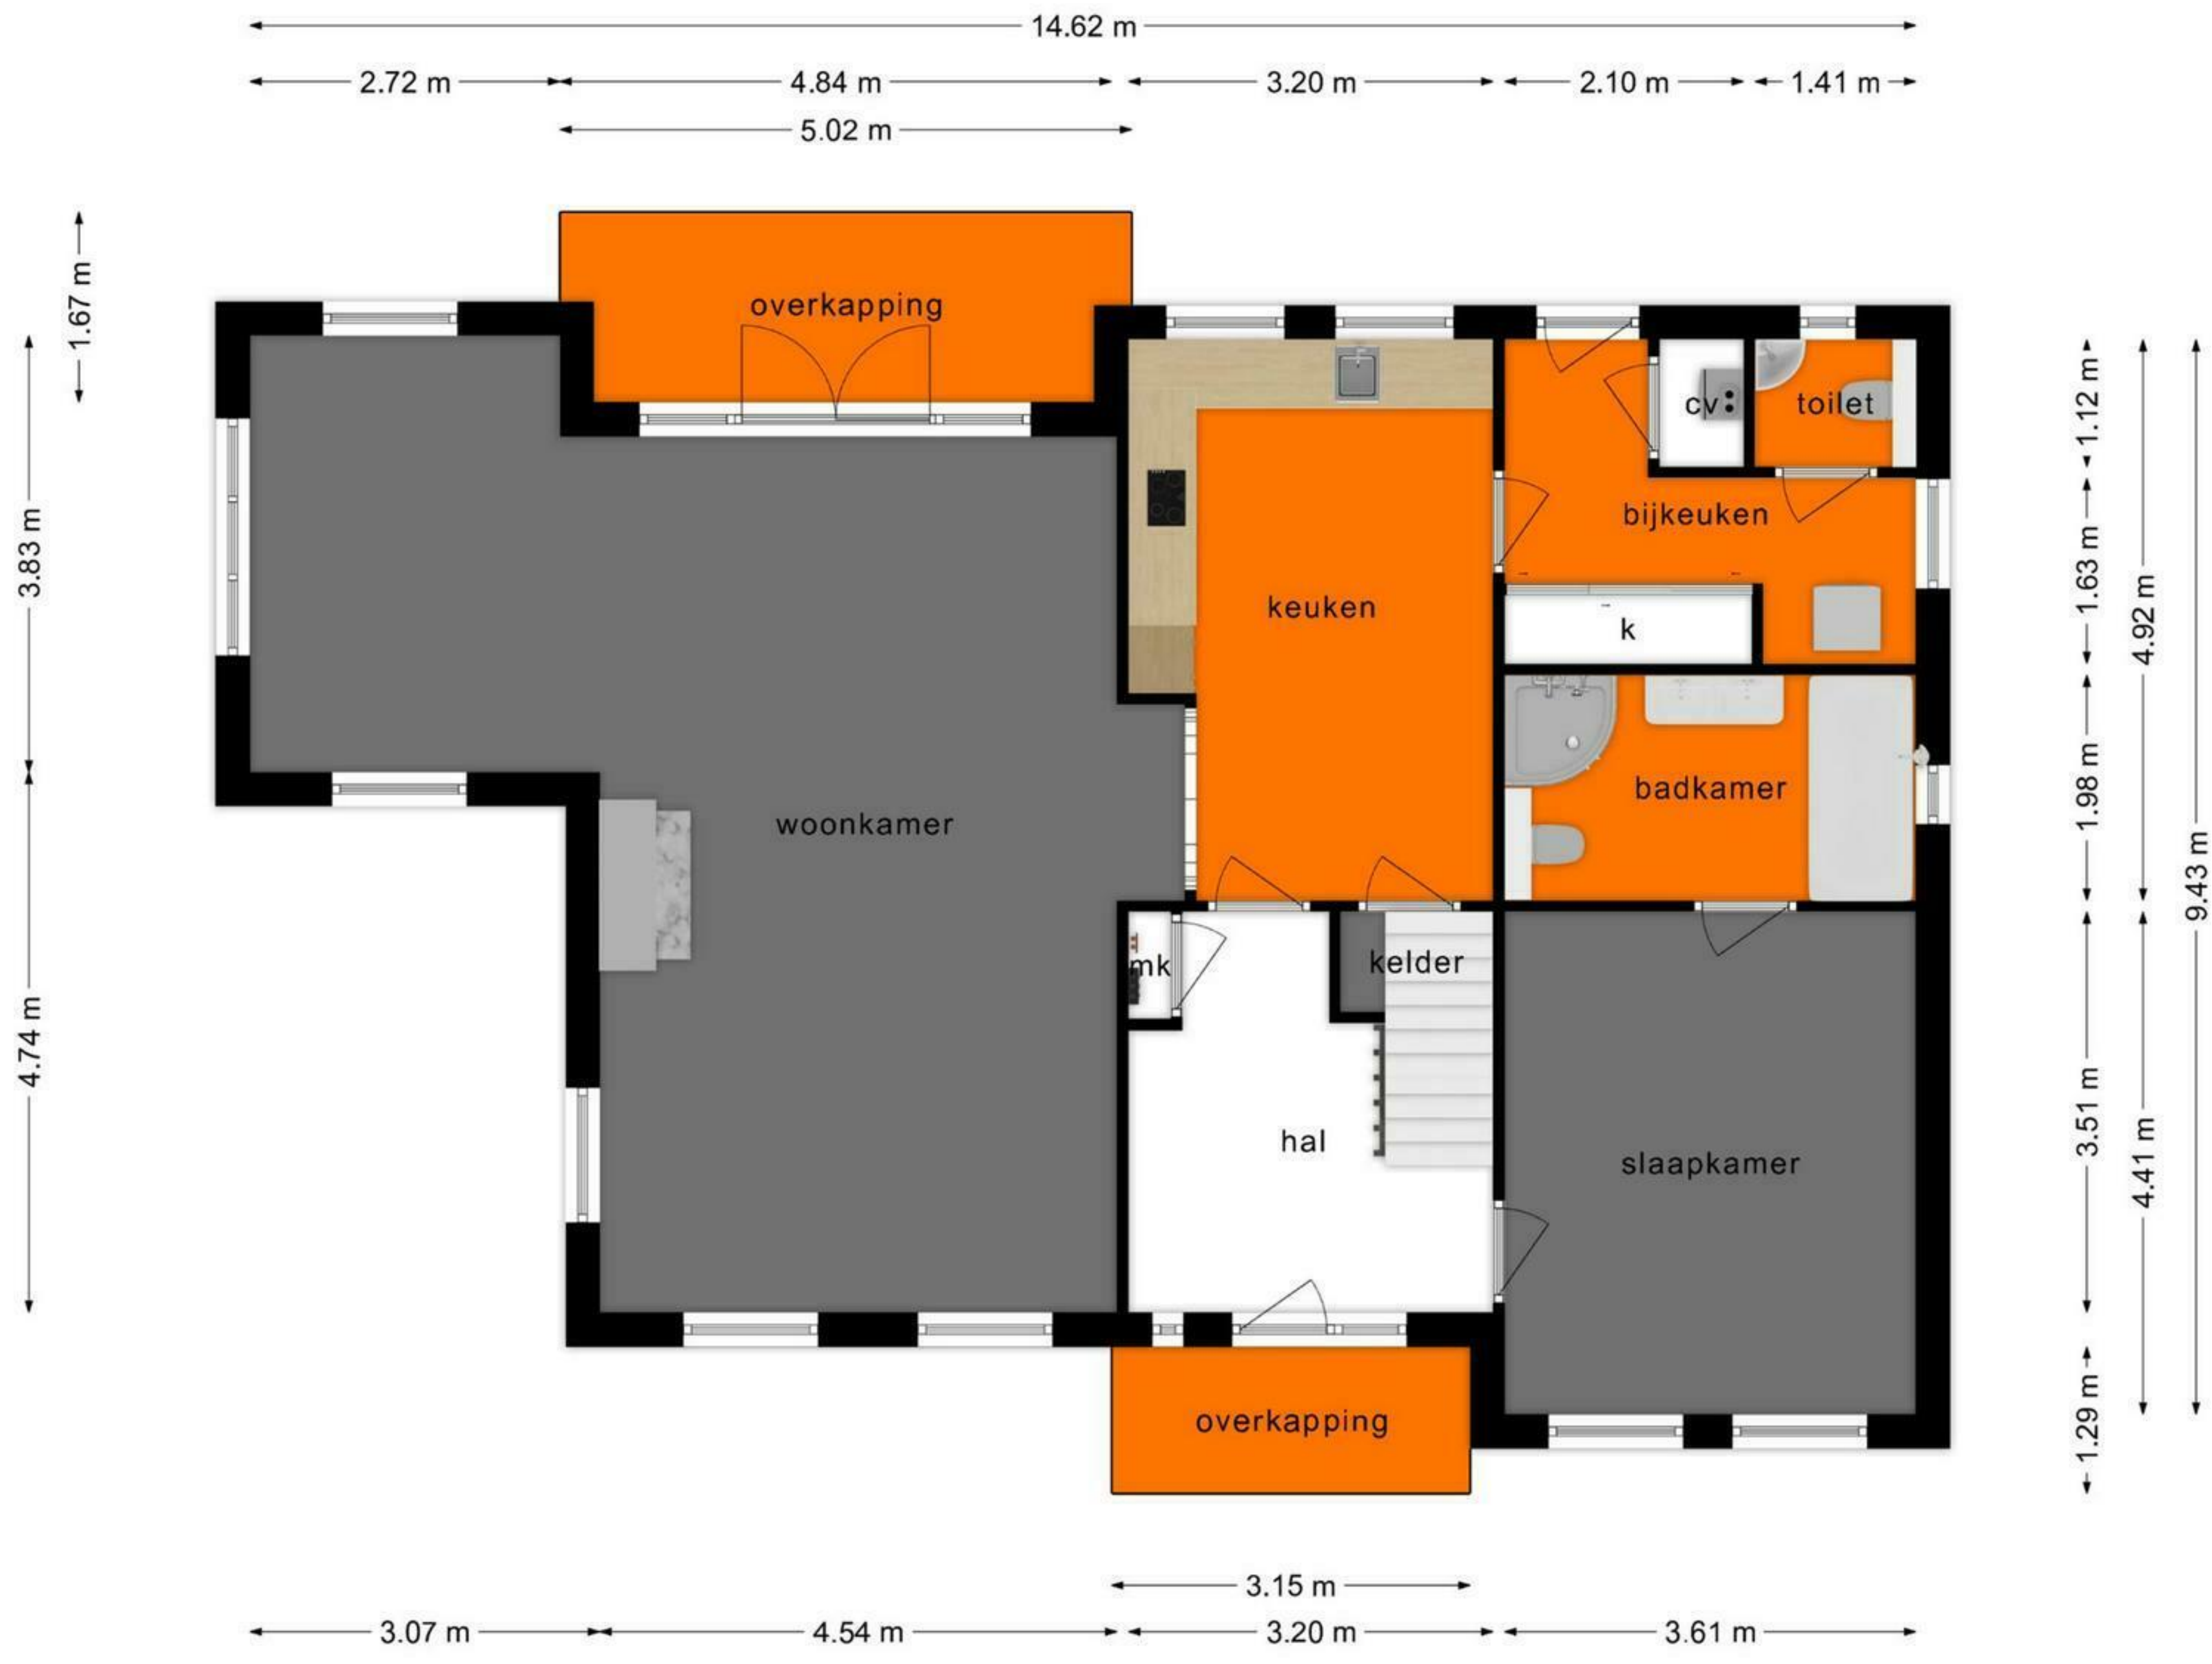 14.62 m
2.72 m
4.84 m
3.20 m
2.10 m
1.41 m
5.02 m
1.67 m
overkapping
3.83 m
4.74 m
woonkamer
keuken
cv
toilet
bijkeuken
k
badkamer
mk
kelder
hal
slaapkamer
overkapping
1.12 m
1.63 m
4.92 m
1.98 m
9.43 m
3.51 m
4.41 m
1.29 m
3.15 m
3.07 m
4.54 m
3.20 m
3.61 m